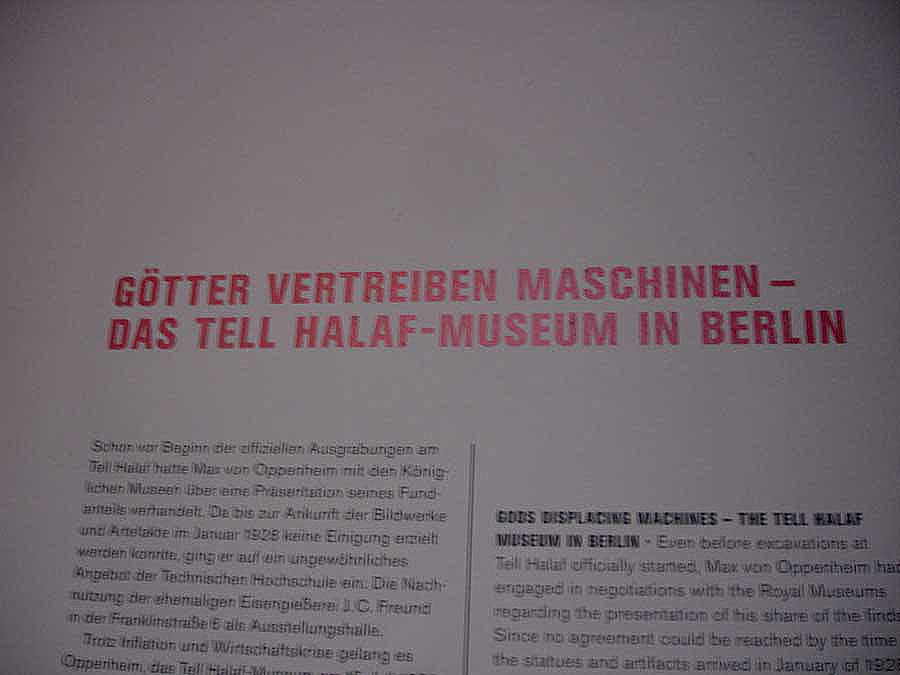 GÖTTER VERTREIBEN MASCHINEN –
DAS TELL HALAF-MUSEUM IN BERLIN
Schon vor Beginn der offiziellen Ausgrabungen am
Tell Halaf hatte Max von Oppenheim mit den König-
lichen Museen über eine Präsentation seines Fund-
anteils verhandelt. Da bis zur Ankunft der Bildwerke
und Artefakte im Januar 1928 keine Einigung erzielt
werden konnte, ging er auf ein ungewöhnliches
Angebot der Technischen Hochschule ein: Die Nach-
nutzung der ehemaligen Eisengießerei J.C. Freund
in der Franklinstraße 6 als Ausstellungshalle.
Trotz Inflation und Wirtschaftskrise gelang es
Oppenheim, das Tell Halaf-Museum am
GODS DISPLACING MACHINES – THE TELL HALAF
MUSEUM IN BERLIN - Even before excavations at
Tell Halaf officially started, Max von Oppenheim had
engaged in negotiations with the Royal Museums
regarding the presentation of his share of the finds
Since no agreement could be reached by the time
the statues and artifacts arrived in January of 1928